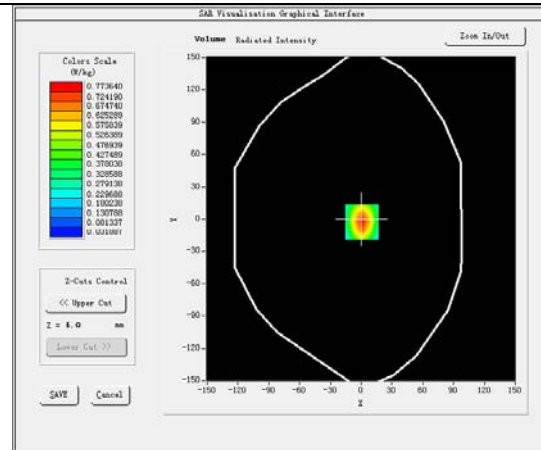 SAR Visualisation Graphical Interface
Volume Radiated Intensity
Zoom In/Out
Colors Scale
(W/kg)
0.773640
0.724190
0.674740
0.625289
0.575839
0.526389
0.476939
0.427489
0.378038
0.328588
0.279138
0.229688
0.180238
0.130788
0.081337
0.031887
150
120
90
60
30
0
-30
-60
-90
-120
-150
Y
-150 -120 -90 -60 -30 0 30 60 90 120 150
X
Z-Cuts Control
<< Upper Cut
Z = 4.0 mm
Lower Cut >>
SAVE Cancel